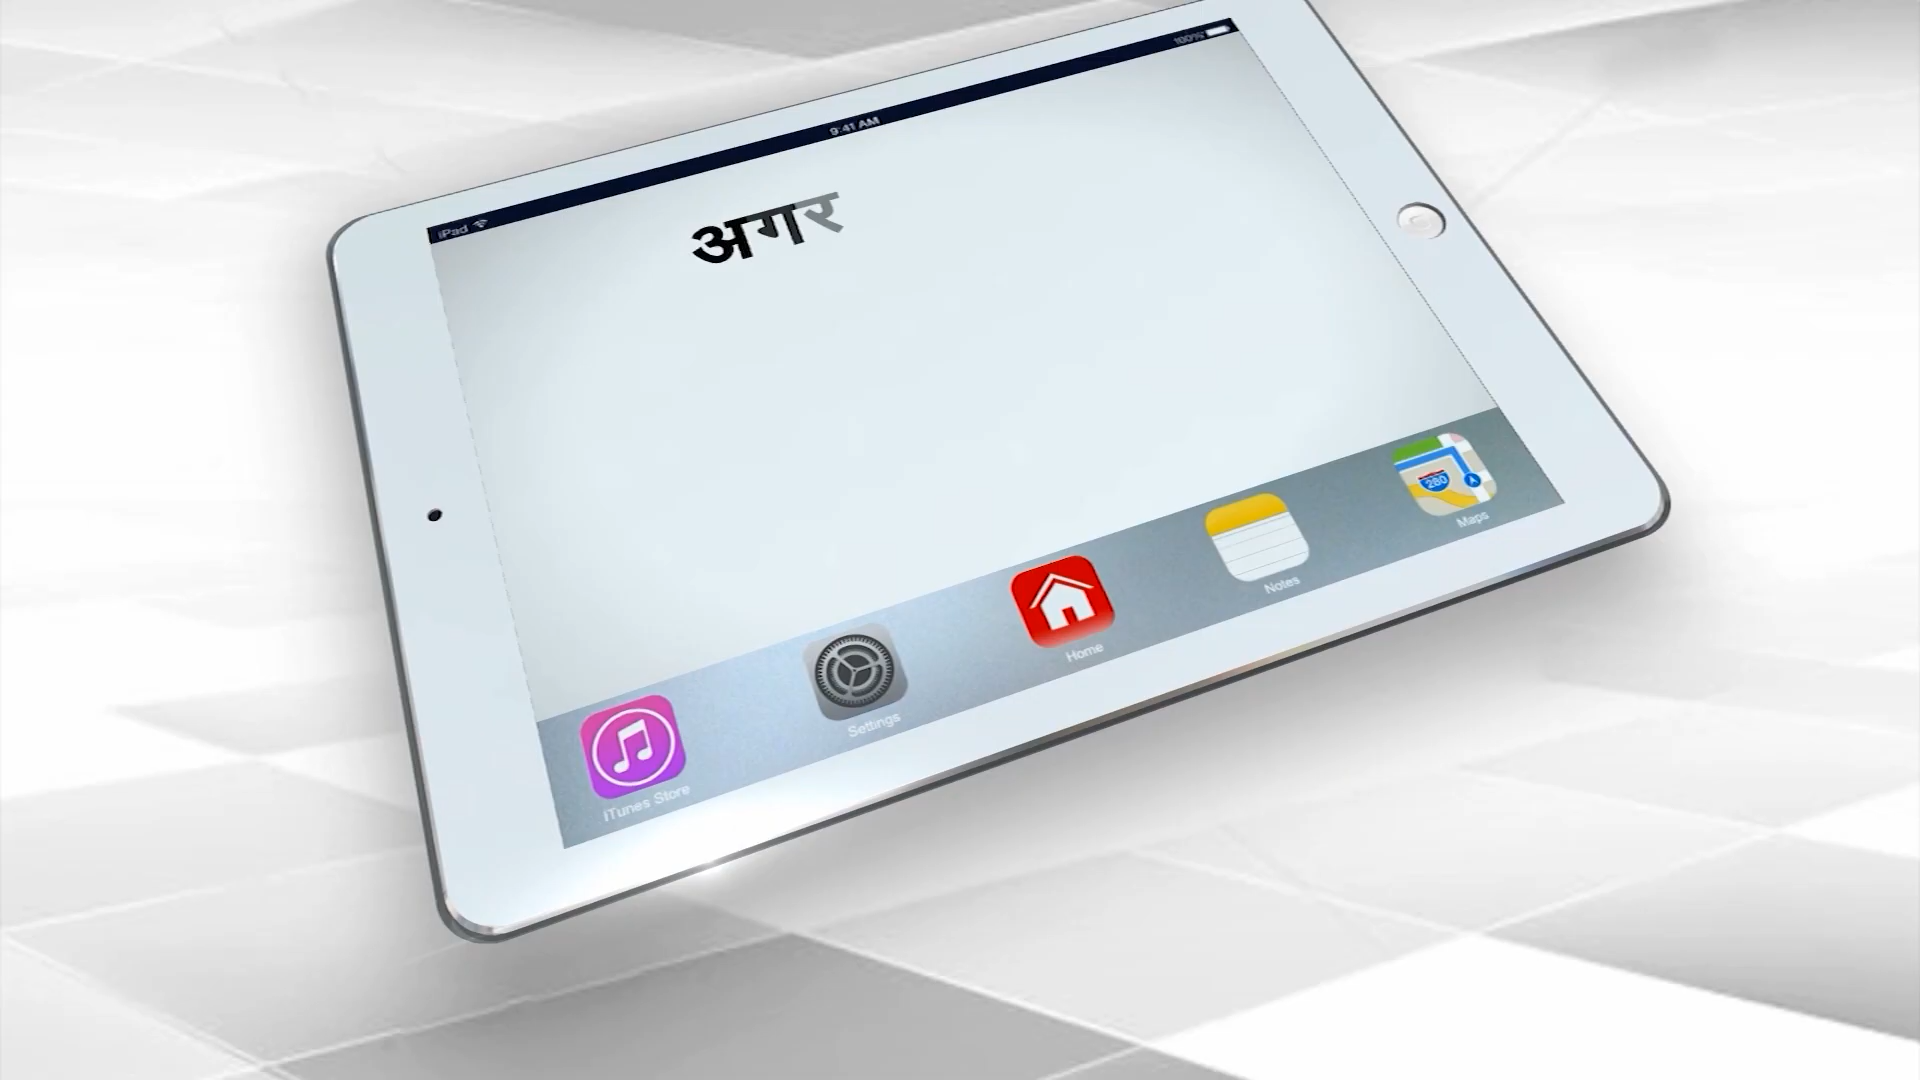 iPad
9:41 AM
100%
अगर
iTunes Store
Settings
Home
Notes
280
Maps